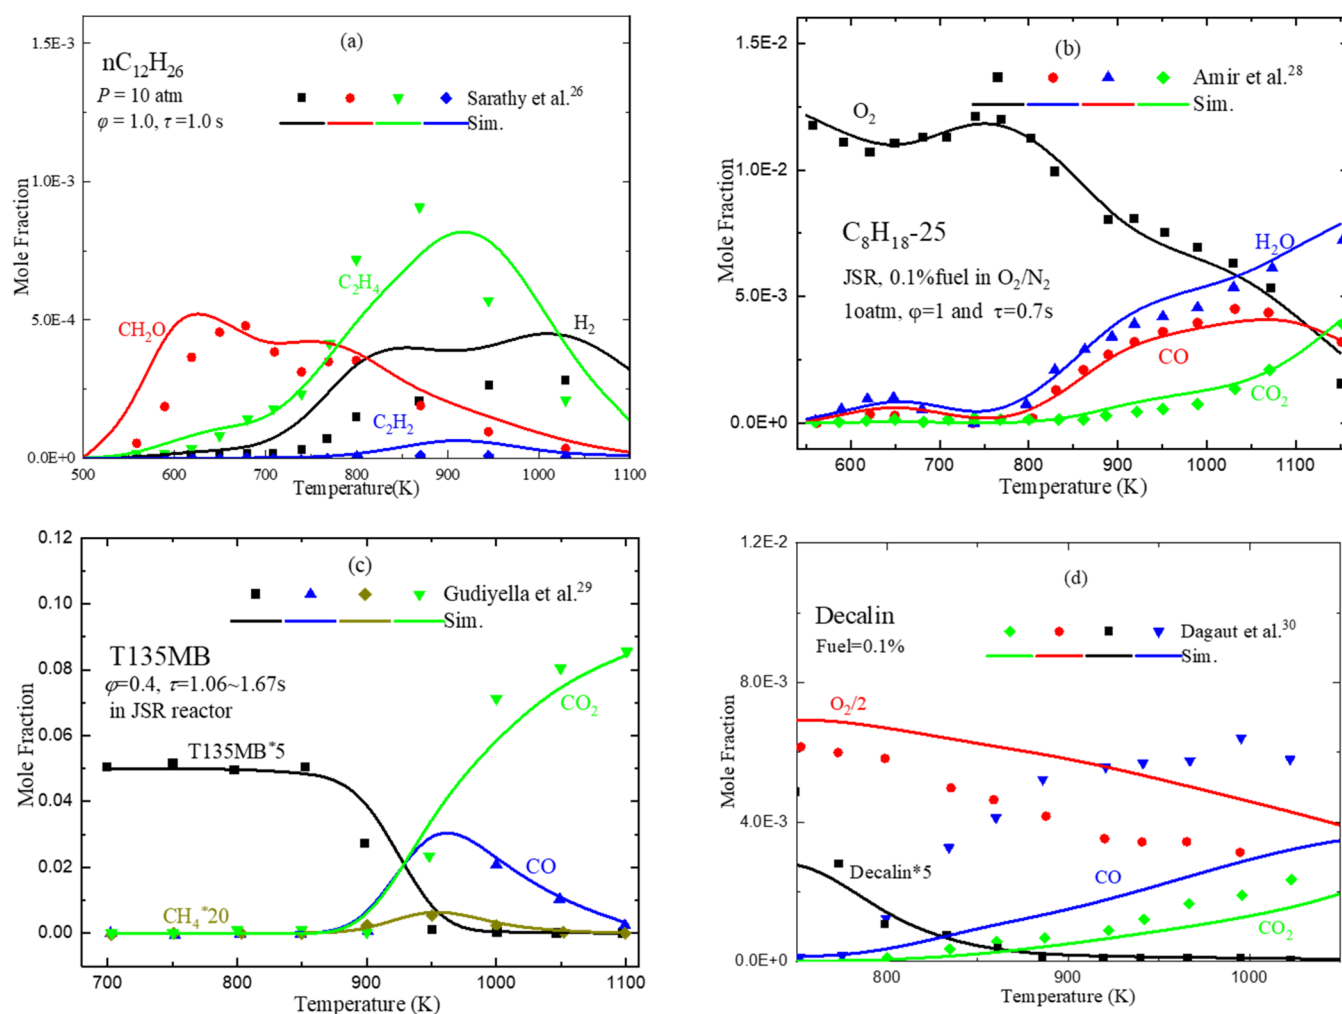 (a)
1.5E-3
nC12H26
P = 10 atm
φ = 1.0, τ =1.0 s
Sarathy et al.26
Sim.
1.0E-3
Mole Fraction
C2H4
5.0E-4
CH2O
H2
C2H2
0.0E+0
500 600 700 800 900 1000 1100
Temperature(K)
1.5E-2
(b)
Amir et al.28
Sim.
O2
1.0E-2
Mole Fraction
C8H18-25
H2O
JSR, 0.1%fuel in O2/N2
1oatm, φ=1 and τ=0.7s
5.0E-3
CO
CO2
0.0E+0
600 700 800 900 1000 1100
Temperature (K)
0.12
(c)
0.10
Gudiyella et al.29
Sim.
0.08
T135MB
φ=0.4, τ=1.06~1.67s
in JSR reactor
CO2
0.06
Mole Fraction
T135MB*5
0.04
CO
0.02
CH4*20
0.00
700 800 900 1000 1100
Temperature (K)
1.2E-2
(d)
Decalin
Fuel=0.1%
Dagaut et al.30
Sim.
8.0E-3
O2/2
Mole Fraction
4.0E-3
Decalin*5
CO
CO2
0.0E+0
800 900 1000
Temperature (K)